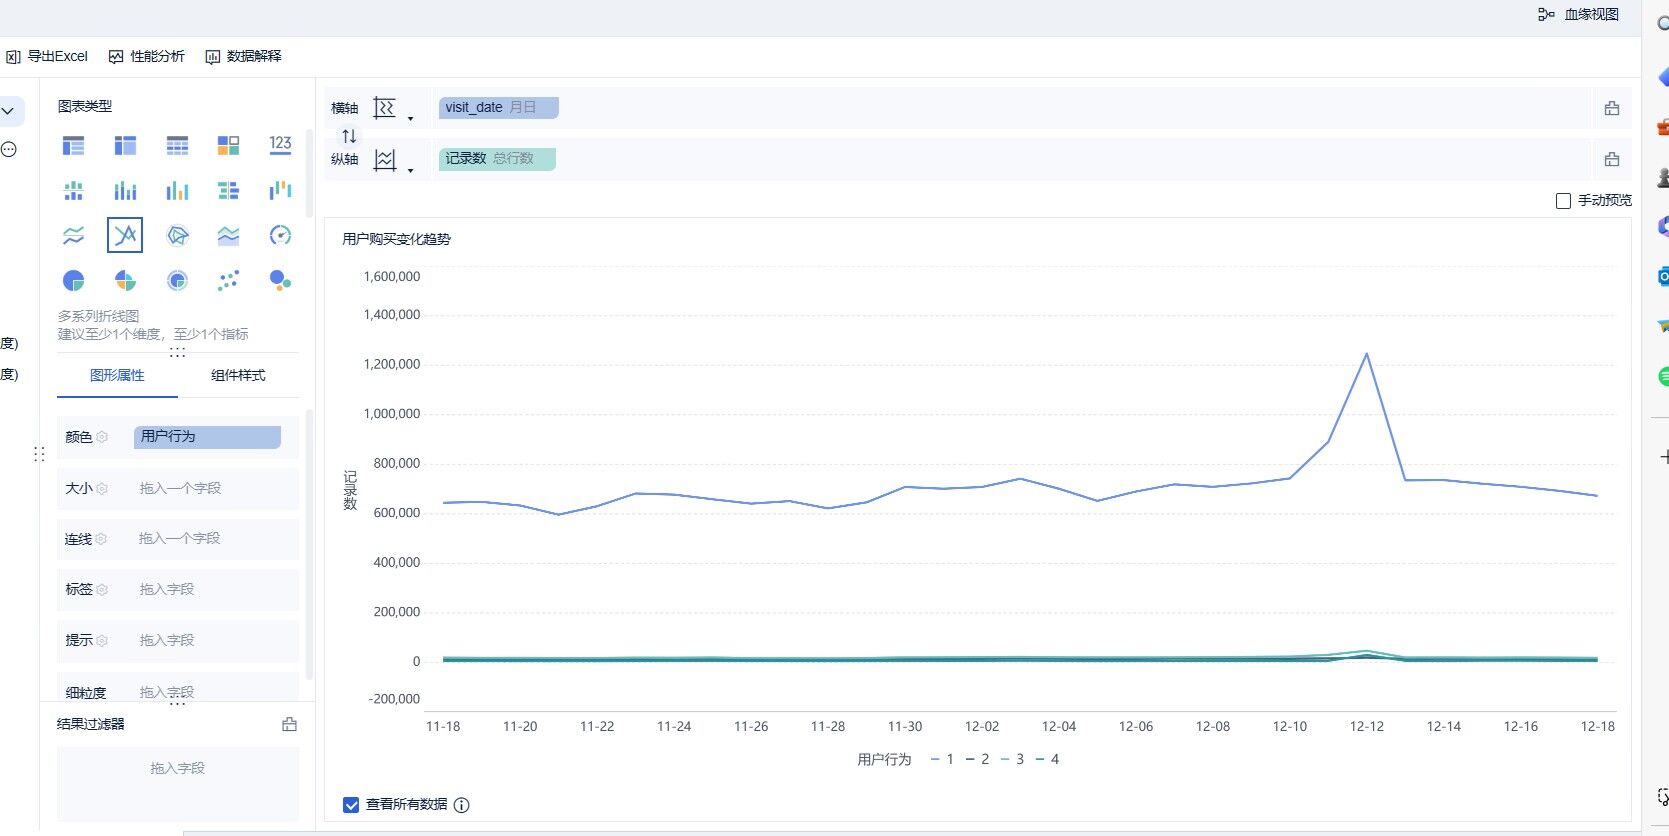 血缘视图
导出Excel 性能分析 数据解释
图表类型
123
多系列折线图
建议至少1个维度，至少1个指标
度)
度)
图形属性 组件样式
颜色 用户行为
大小 拖入一个字段
连线 拖入一个字段
标签 拖入字段
提示 拖入字段
细粒度 拖入字段
结果过滤器
拖入字段
横轴 visit_date 月日
纵轴 记录数 总行数
手动预览
用户购买变化趋势
1,600,000
1,400,000
1,200,000
1,000,000
800,000
600,000
400,000
200,000
0
-200,000
记录数
11-18 11-20 11-22 11-24 11-26 11-28 11-30 12-02 12-04 12-06 12-08 12-10 12-12 12-14 12-16 12-18
用户行为 1 2 3 4
查看所有数据